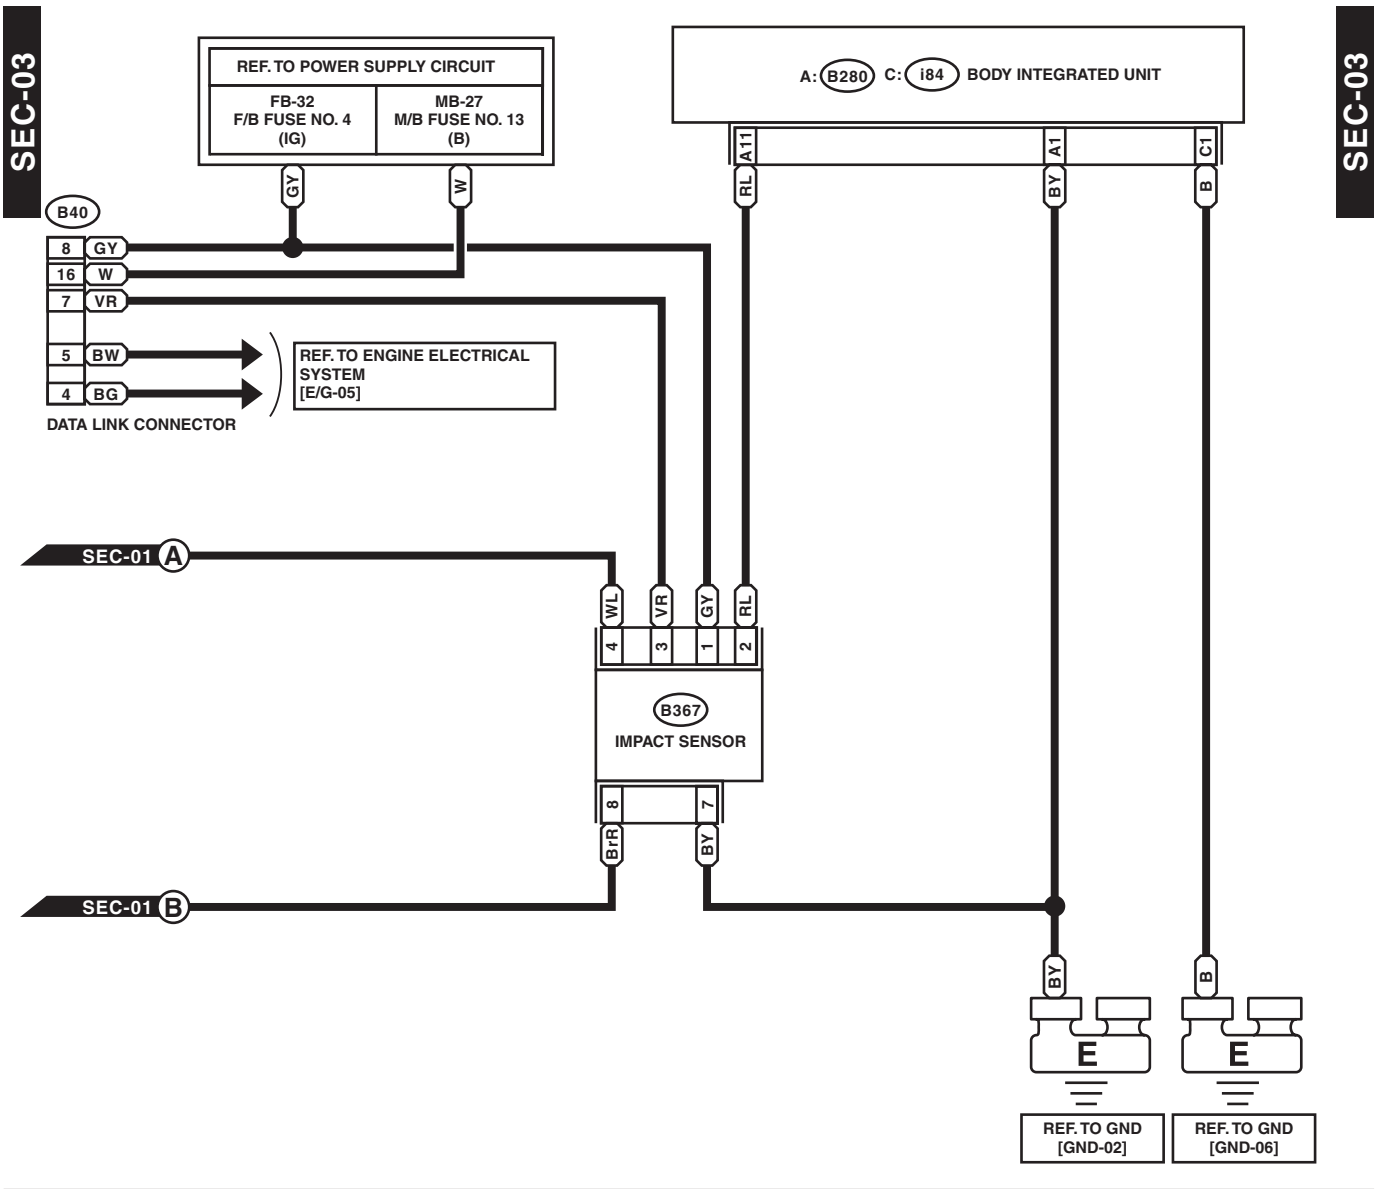 SEC-03
SEC-03
REF. TO POWER SUPPLY CIRCUIT
FB-32
F/B FUSE NO. 4
(IG)
MB-27
M/B FUSE NO. 13
(B)
A: B280 C: i84 BODY INTEGRATED UNIT
A11
A1
C1
GY
W
RL
BY
B
B40
8 GY
16 W
7 VR
5 BW
4 BG
DATA LINK CONNECTOR
REF. TO ENGINE ELECTRICAL
SYSTEM
[E/G-05]
SEC-01 A
WL
VR
GY
RL
4
3
1
2
B367
IMPACT SENSOR
8
7
BrR
BY
SEC-01 B
BY
B
E
E
REF. TO GND
[GND-02]
REF. TO GND
[GND-06]